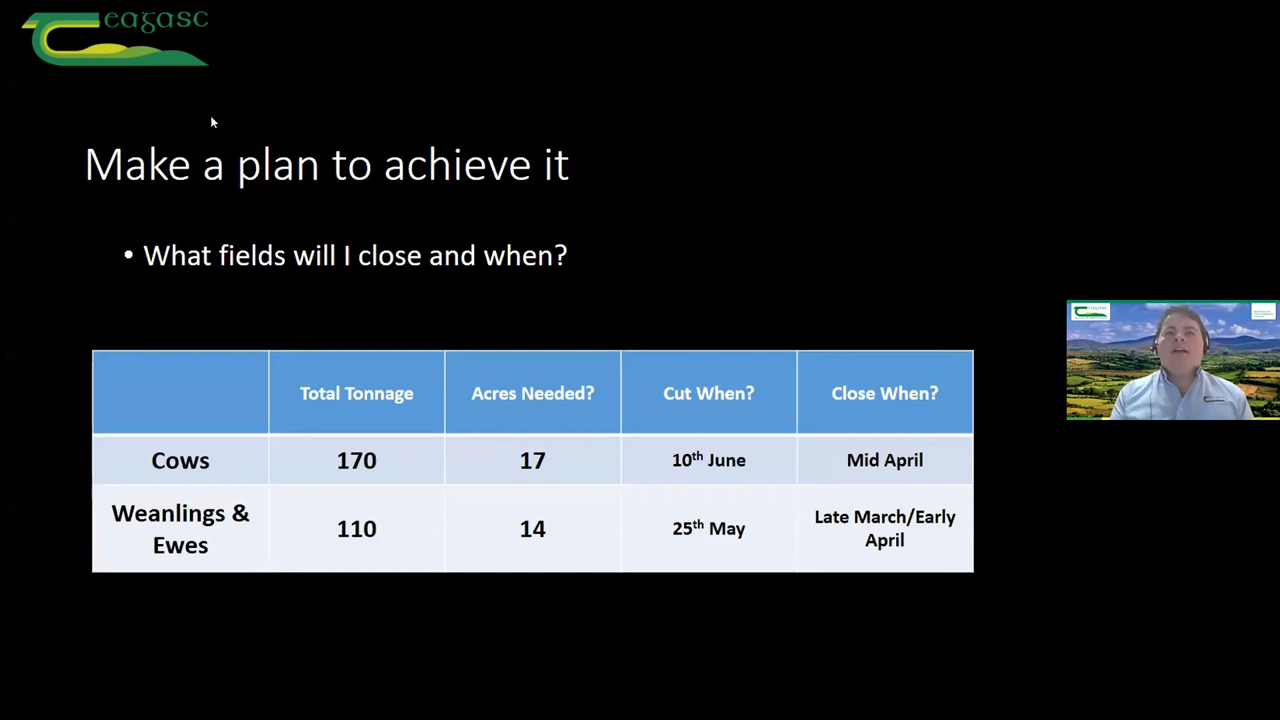 eagasc
Make a plan to achieve it
• What fields will I close and when?
Total Tonnage
Acres Needed?
Cut When?
Close When?
Cows
170
17
10th June
Mid April
Weanlings &
Ewes
110
14
25th May
Late March/Early
April